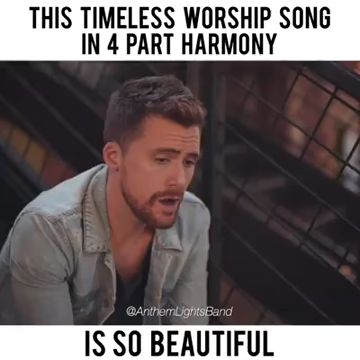 THIS TIMELESS WORSHIP SONG
IN 4 PART HARMONY
@AnthemLightsBand
IS SO BEAUTIFUL